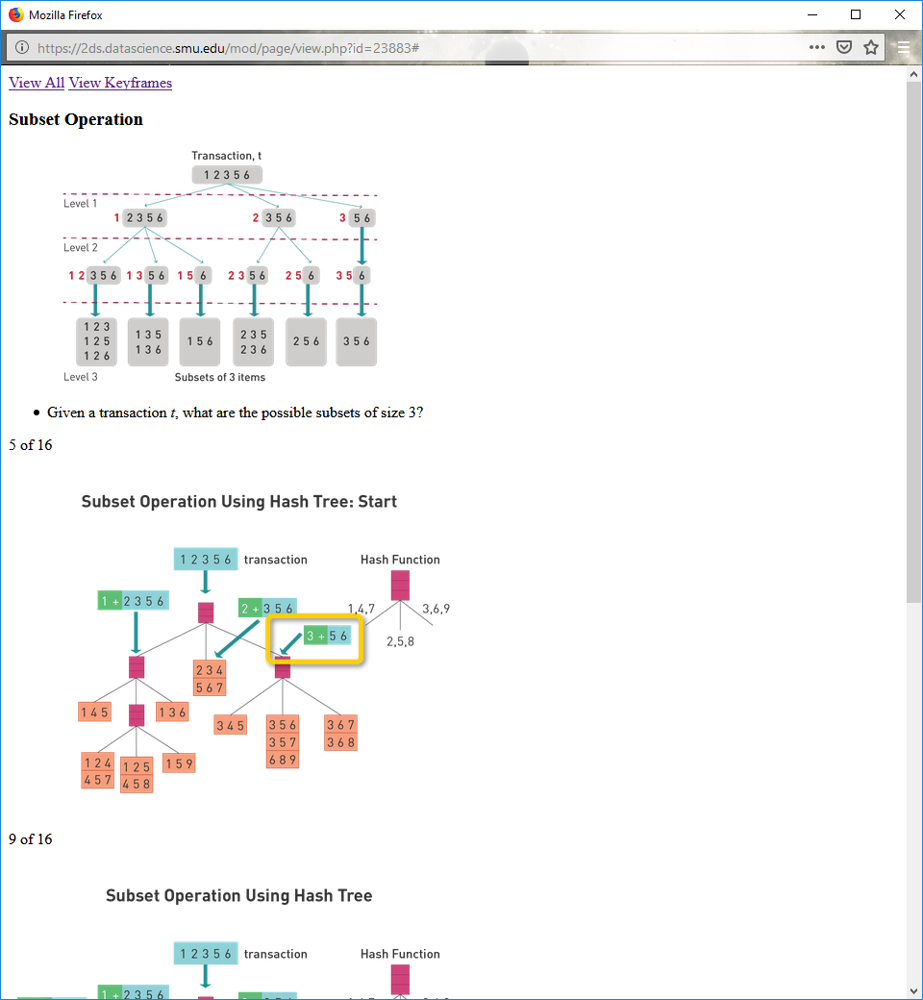 Mozilla Firefox
https://2ds.datascience.smu.edu/mod/page/view.php?id=23883#
View All View Keyframes
Subset Operation
Transaction, t
1 2 3 5 6
Level 1
1 2 3 5 6 2 3 5 6 3 5 6
Level 2
1 2 3 5 6 1 3 5 6 1 5 6 2 3 5 6 2 5 6 3 5 6
1 2 3
1 2 5
1 2 6
1 3 5
1 3 6
1 5 6
2 3 5
2 3 6
2 5 6
3 5 6
Level 3 Subsets of 3 items
• Given a transaction t, what are the possible subsets of size 3?
5 of 16
Subset Operation Using Hash Tree: Start
1 2 3 5 6 transaction Hash Function
1 + 2 3 5 6 2 + 3 5 6 1,4,7 3,6,9
3 + 5 6 2,5,8
2 3 4
5 6 7
1 4 5 1 3 6 3 4 5
3 5 6
3 5 7
6 8 9
3 6 7
3 6 8
1 2 4
4 5 7
1 2 5
4 5 8
1 5 9
9 of 16
Subset Operation Using Hash Tree
1 2 3 5 6 transaction Hash Function
1 + 2 3 5 6